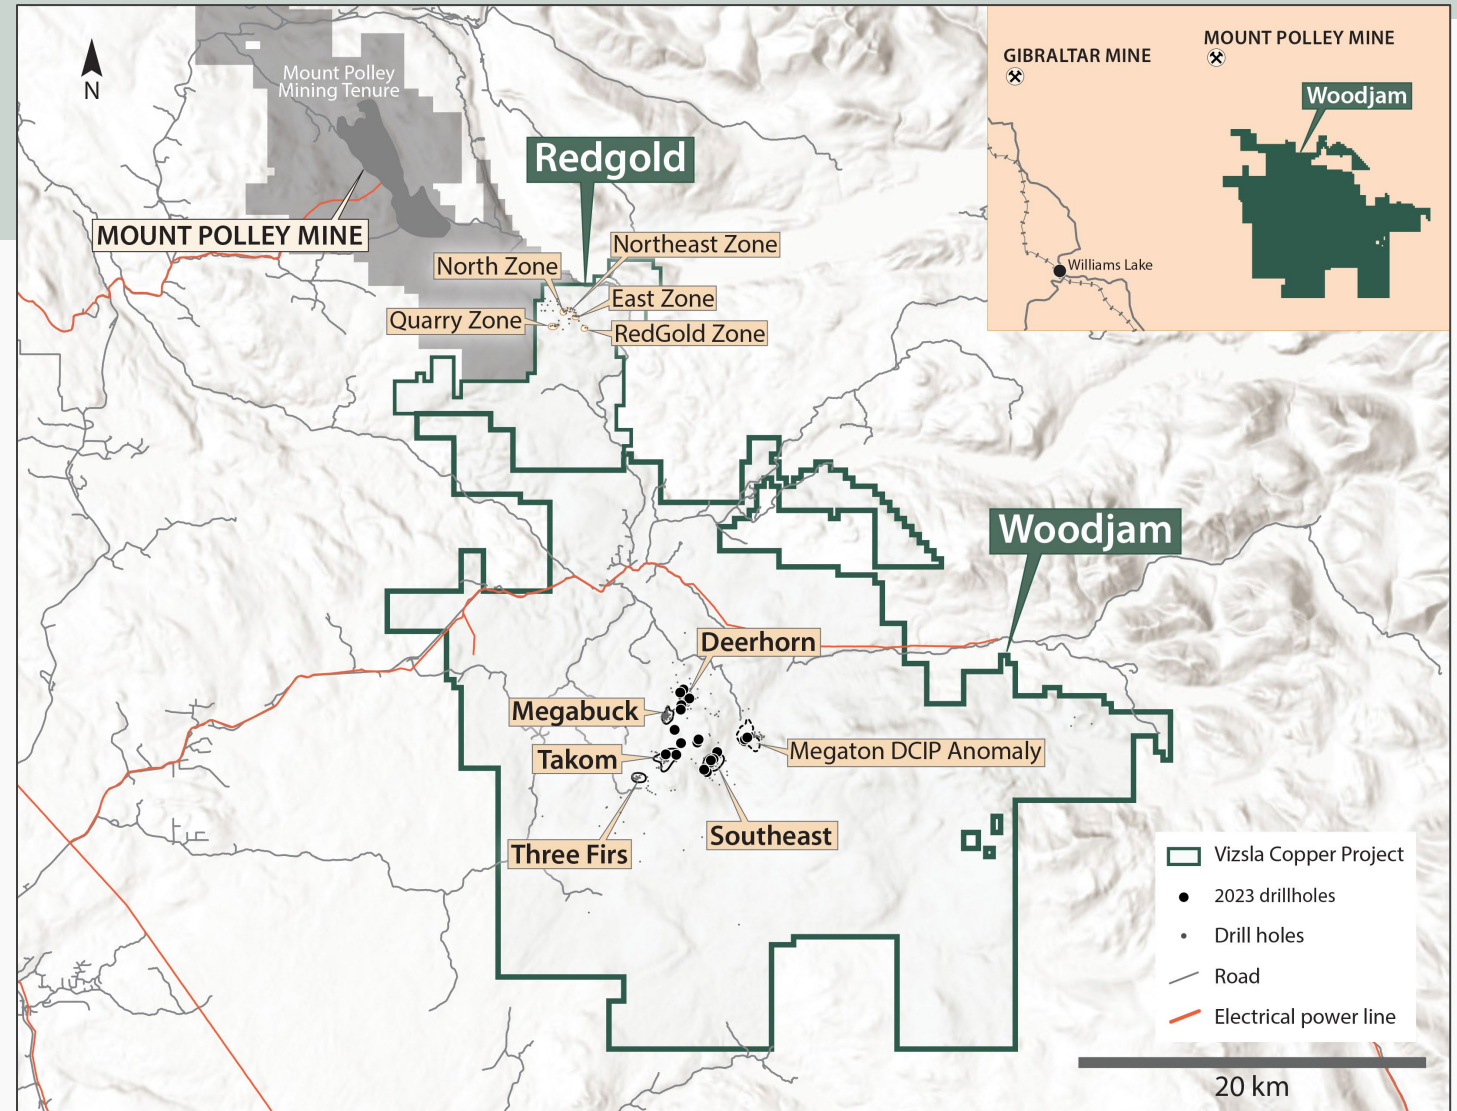 N
Mount Polley
Mining Tenure
MOUNT POLLEY MINE
Redgold
North Zone
Northeast Zone
East Zone
Quarry Zone
RedGold Zone
GIBRALTAR MINE
MOUNT POLLEY MINE
Woodjam
Williams Lake
Woodjam
Deerhorn
Megabuck
Takom
Megaton DCIP Anomaly
Three Firs
Southeast
Vizsla Copper Project
2023 drillholes
Drill holes
Road
Electrical power line
20 km